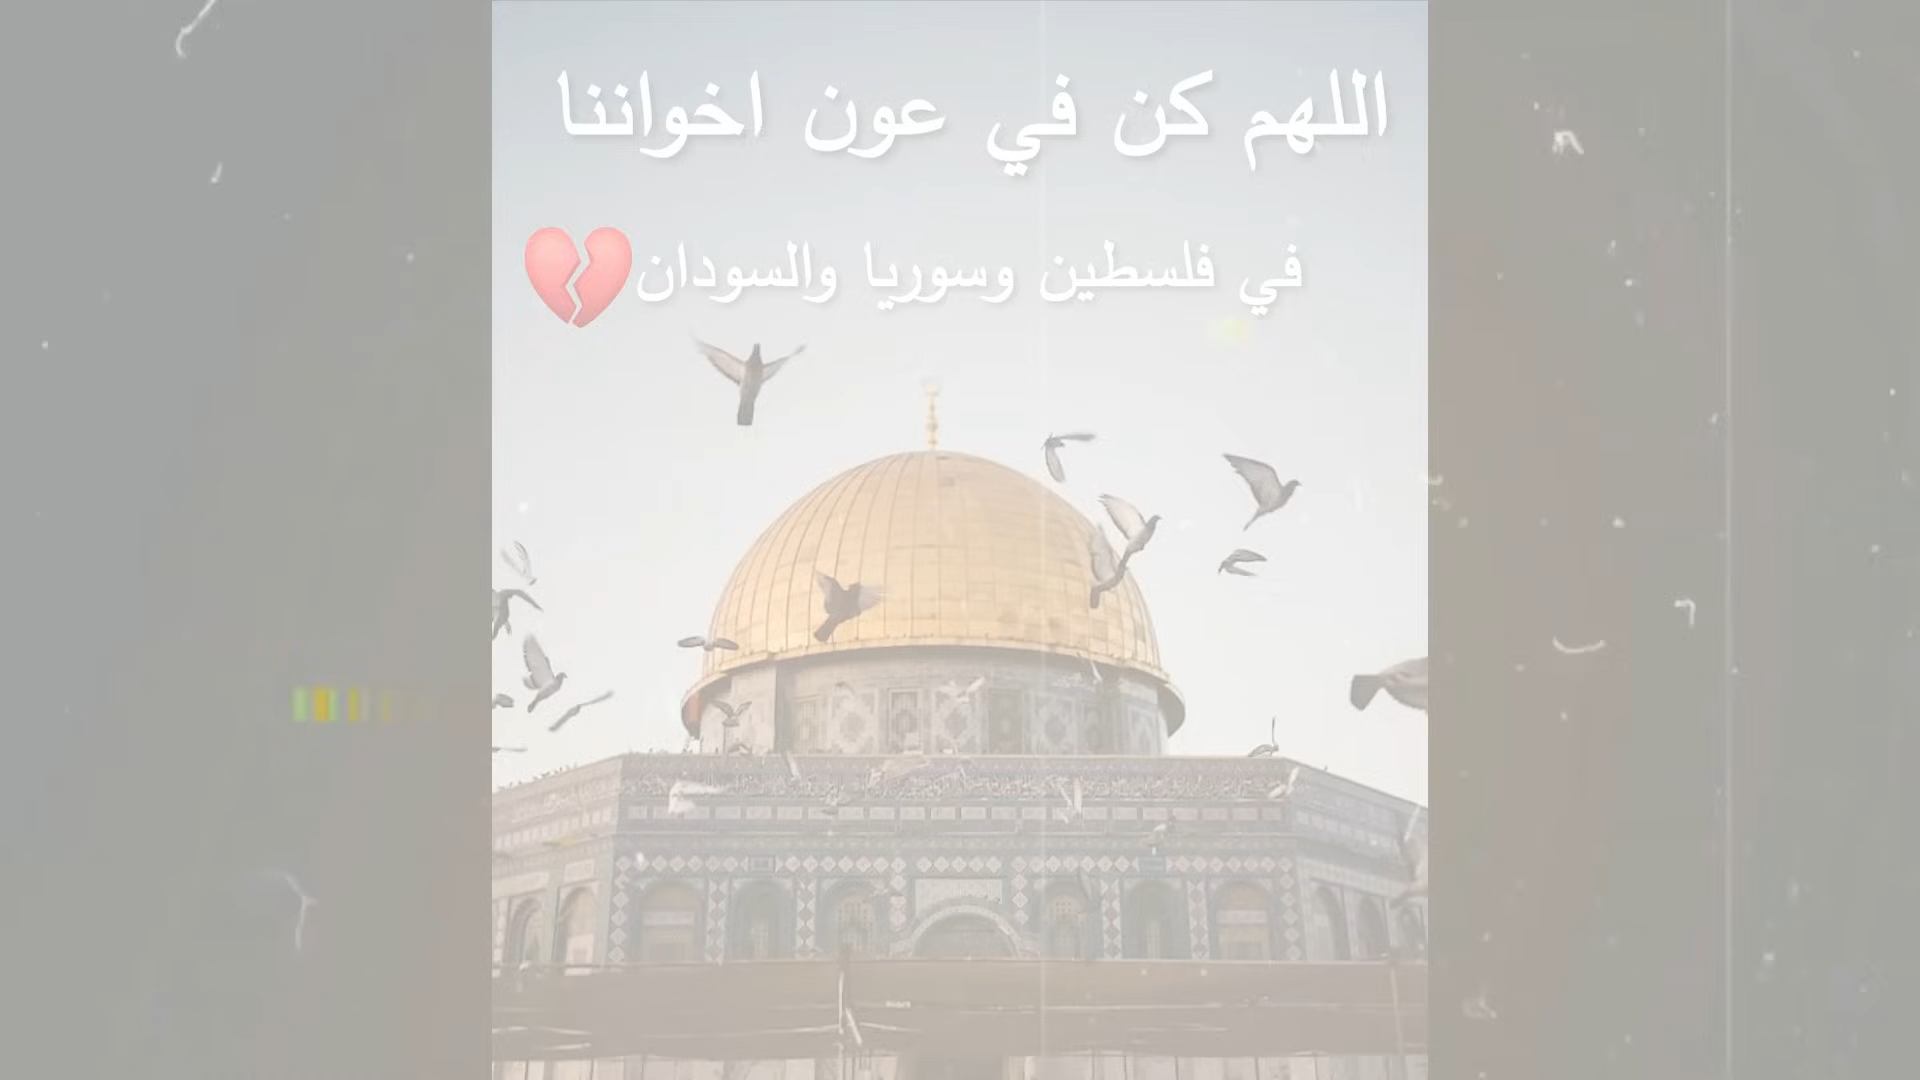 اللهم كن في عون اخواننا
في فلسطين وسوريا والسودان💔